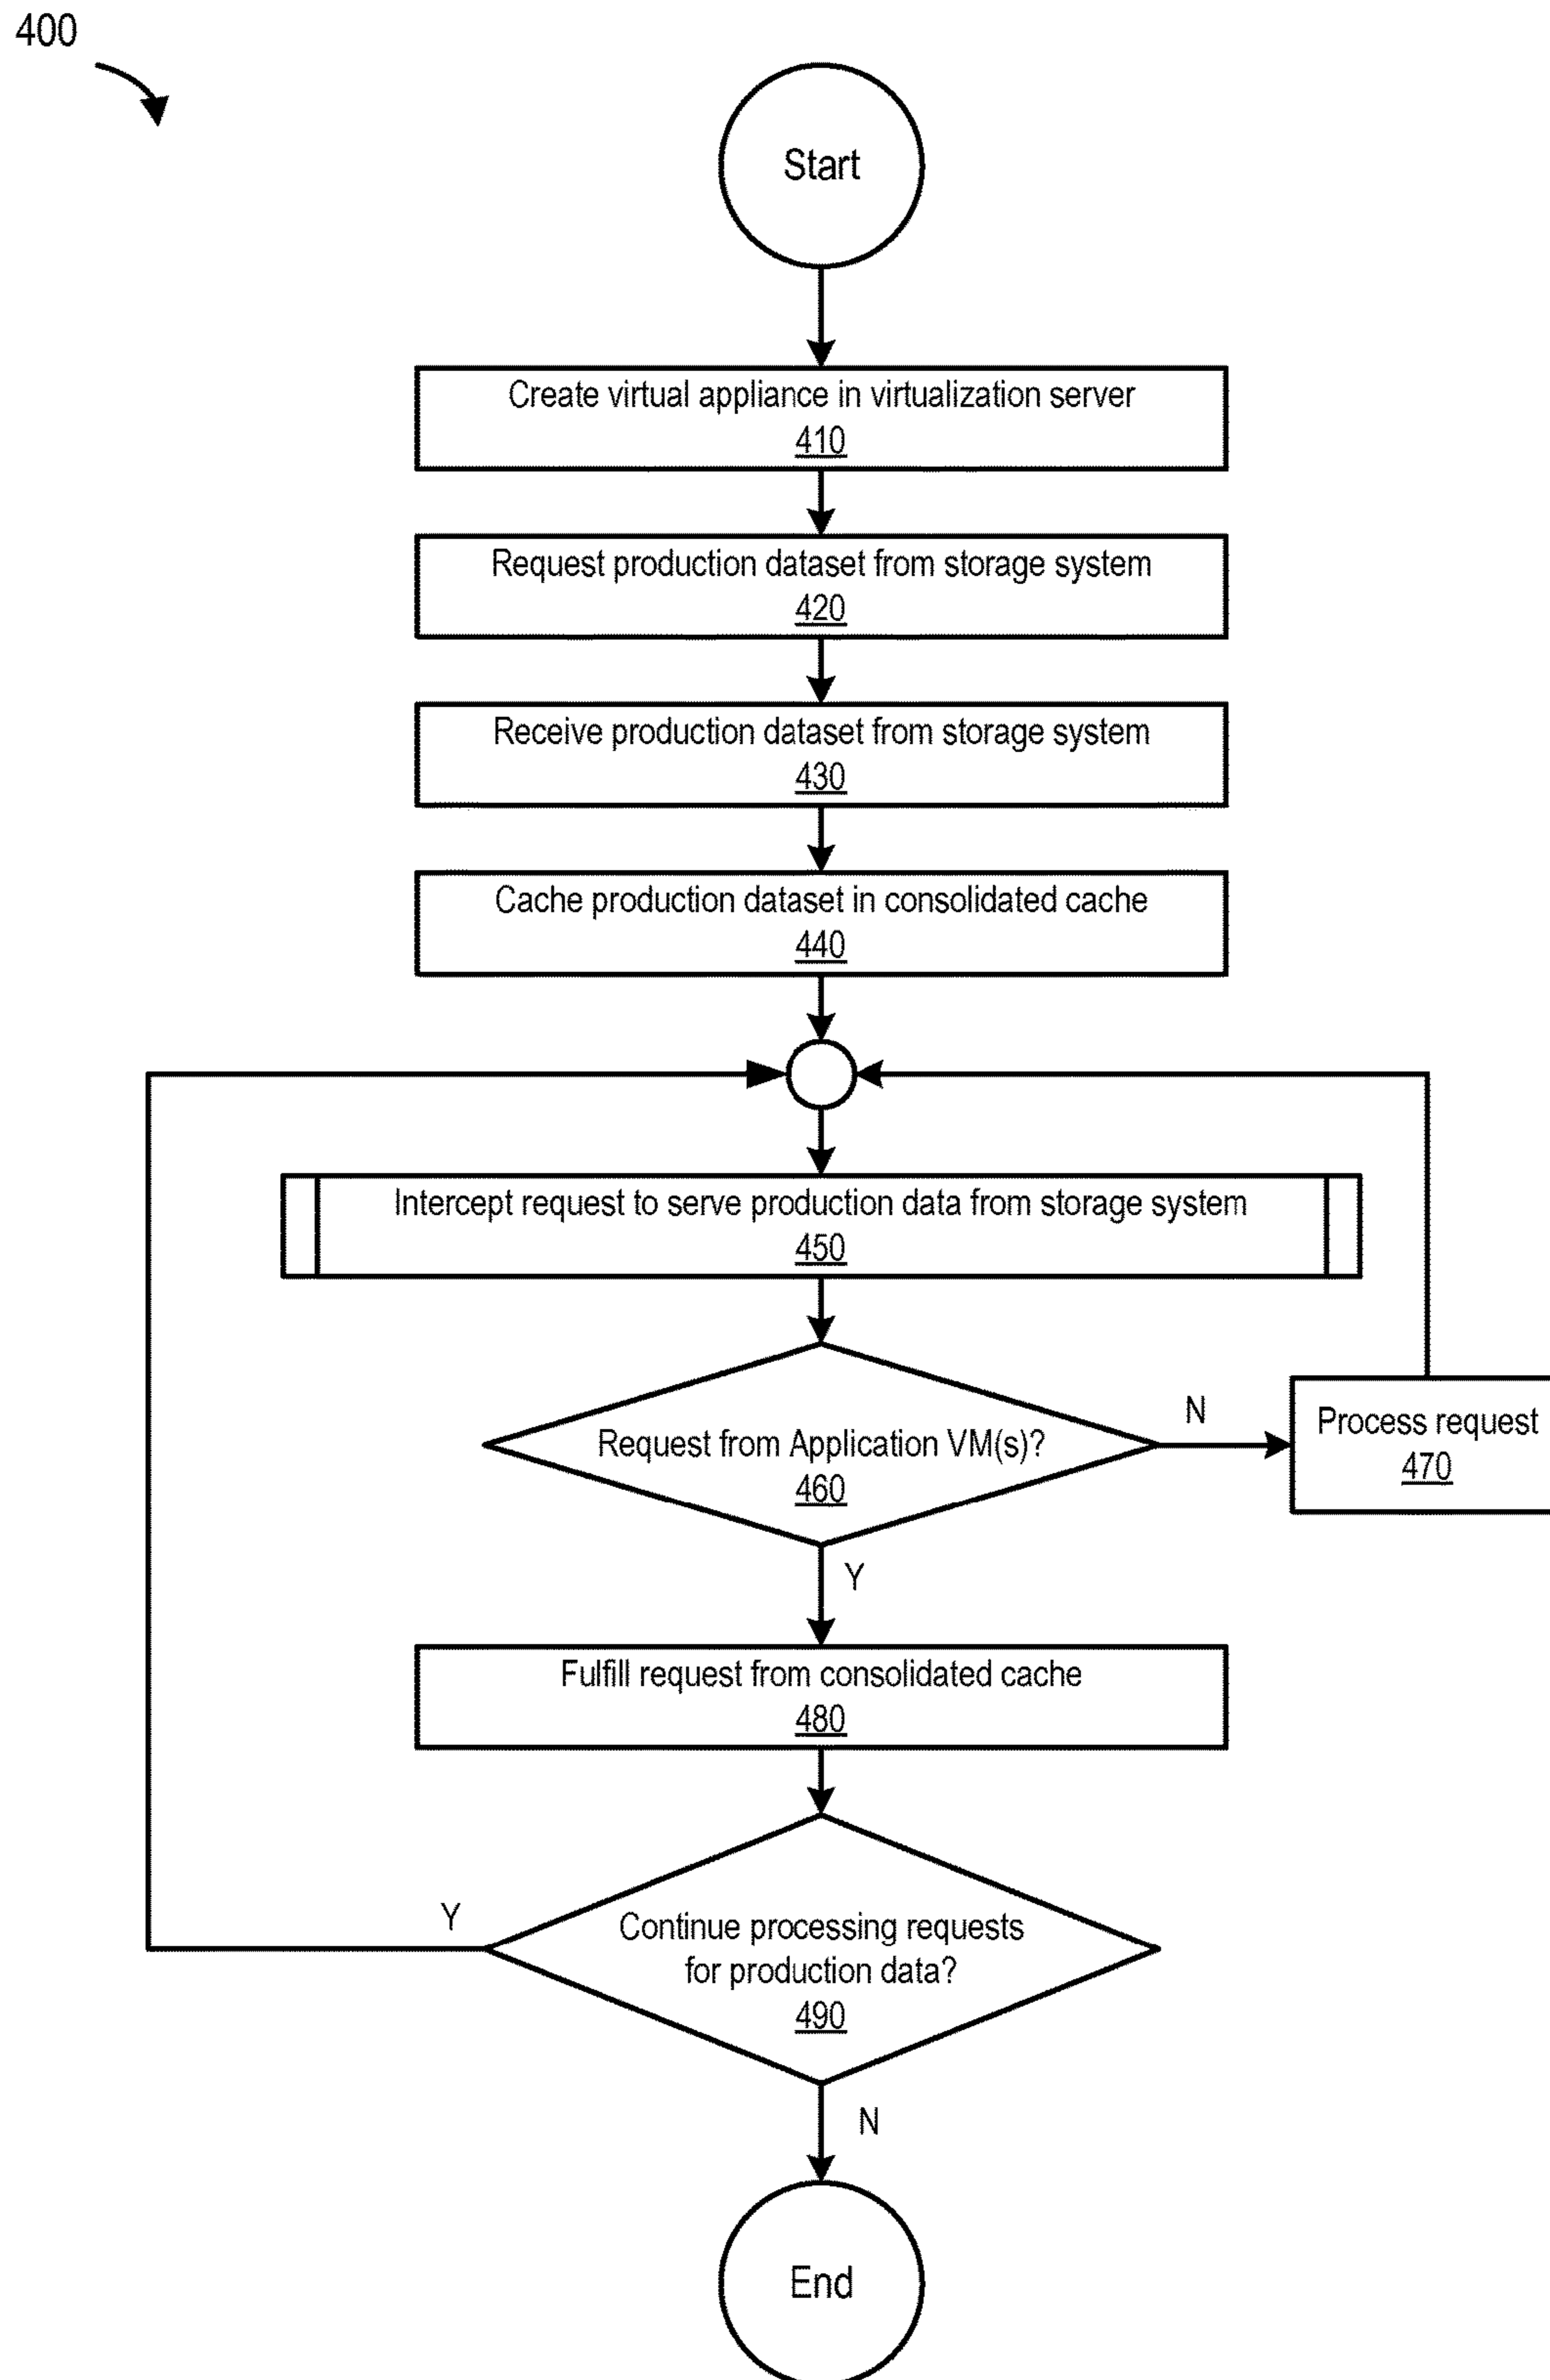 400
Start
Create virtual appliance in virtualization server
410
Request production dataset from storage system
420
Receive production dataset from storage system
430
Cache production dataset in consolidated cache
440
Intercept request to serve production data from storage system
450
Request from Application VM(s)?
460
N
Process request
470
Y
Fulfill request from consolidated cache
480
Y
Continue processing requests
for production data?
490
N
End